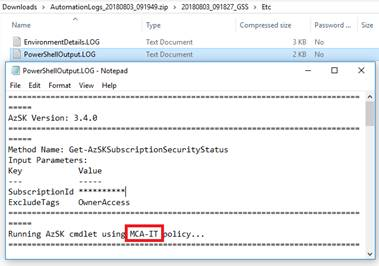 Downloads › AutomationLogs_20180803_091949.zip › 20180803_091827_GSS › Etc
Name Type Compressed size Password ... Size
EnvironmentDetails.LOG Text Document 3 KB No
PowerShellOutput.LOG Text Document 2 KB No
PowerShellOutput.LOG - Notepad
File Edit Format View Help
================================================================================
=====
AzSK Version: 3.4.0
================================================================================
=====
Method Name: Get-AzSKSubscriptionSecurityStatus
Input Parameters:
Key Value
--- -----
SubscriptionId **********
ExcludeTags OwnerAccess
================================================================================
=====
Running AzSK cmdlet using MCA-IT policy...
================================================================================